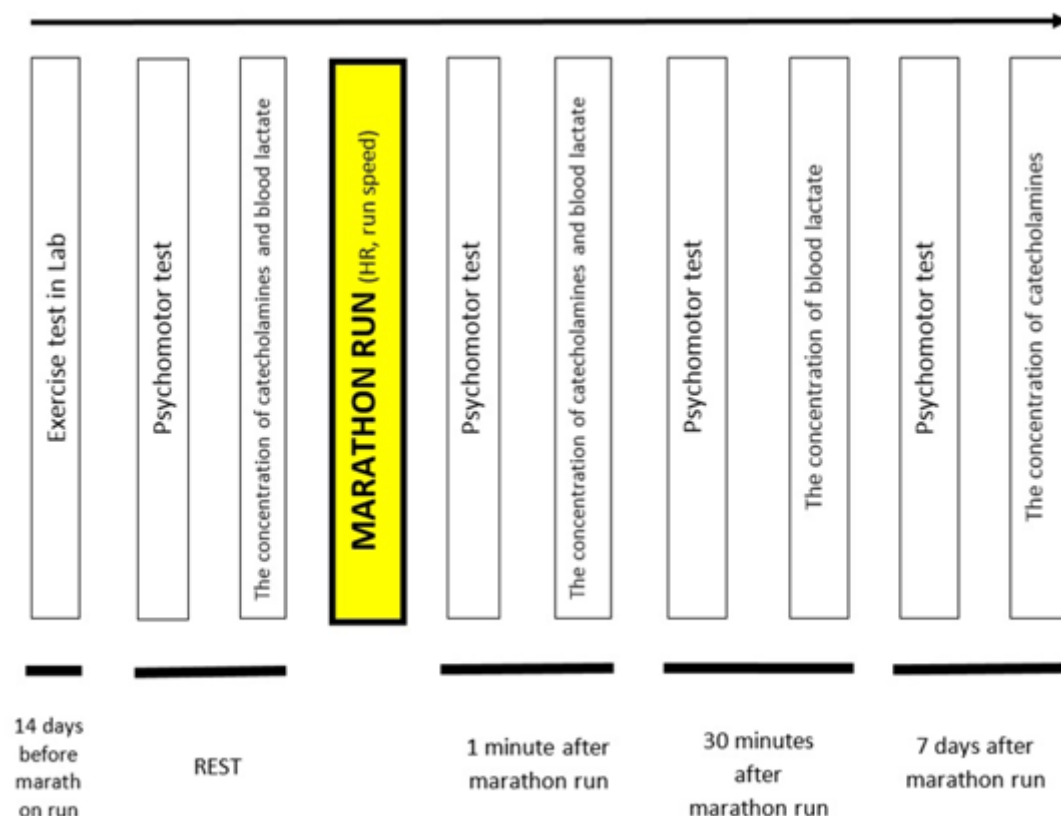 Exercise test in Lab
Psychomotor test
The concentration of catecholamines and blood lactate
MARATHON RUN (HR, run speed)
Psychomotor test
The concentration of catecholamines and blood lactate
Psychomotor test
The concentration of blood lactate
Psychomotor test
The concentration of catecholamines
14 days
before
marath
on run
REST
1 minute after
marathon run
30 minutes
after
marathon run
7 days after
marathon run